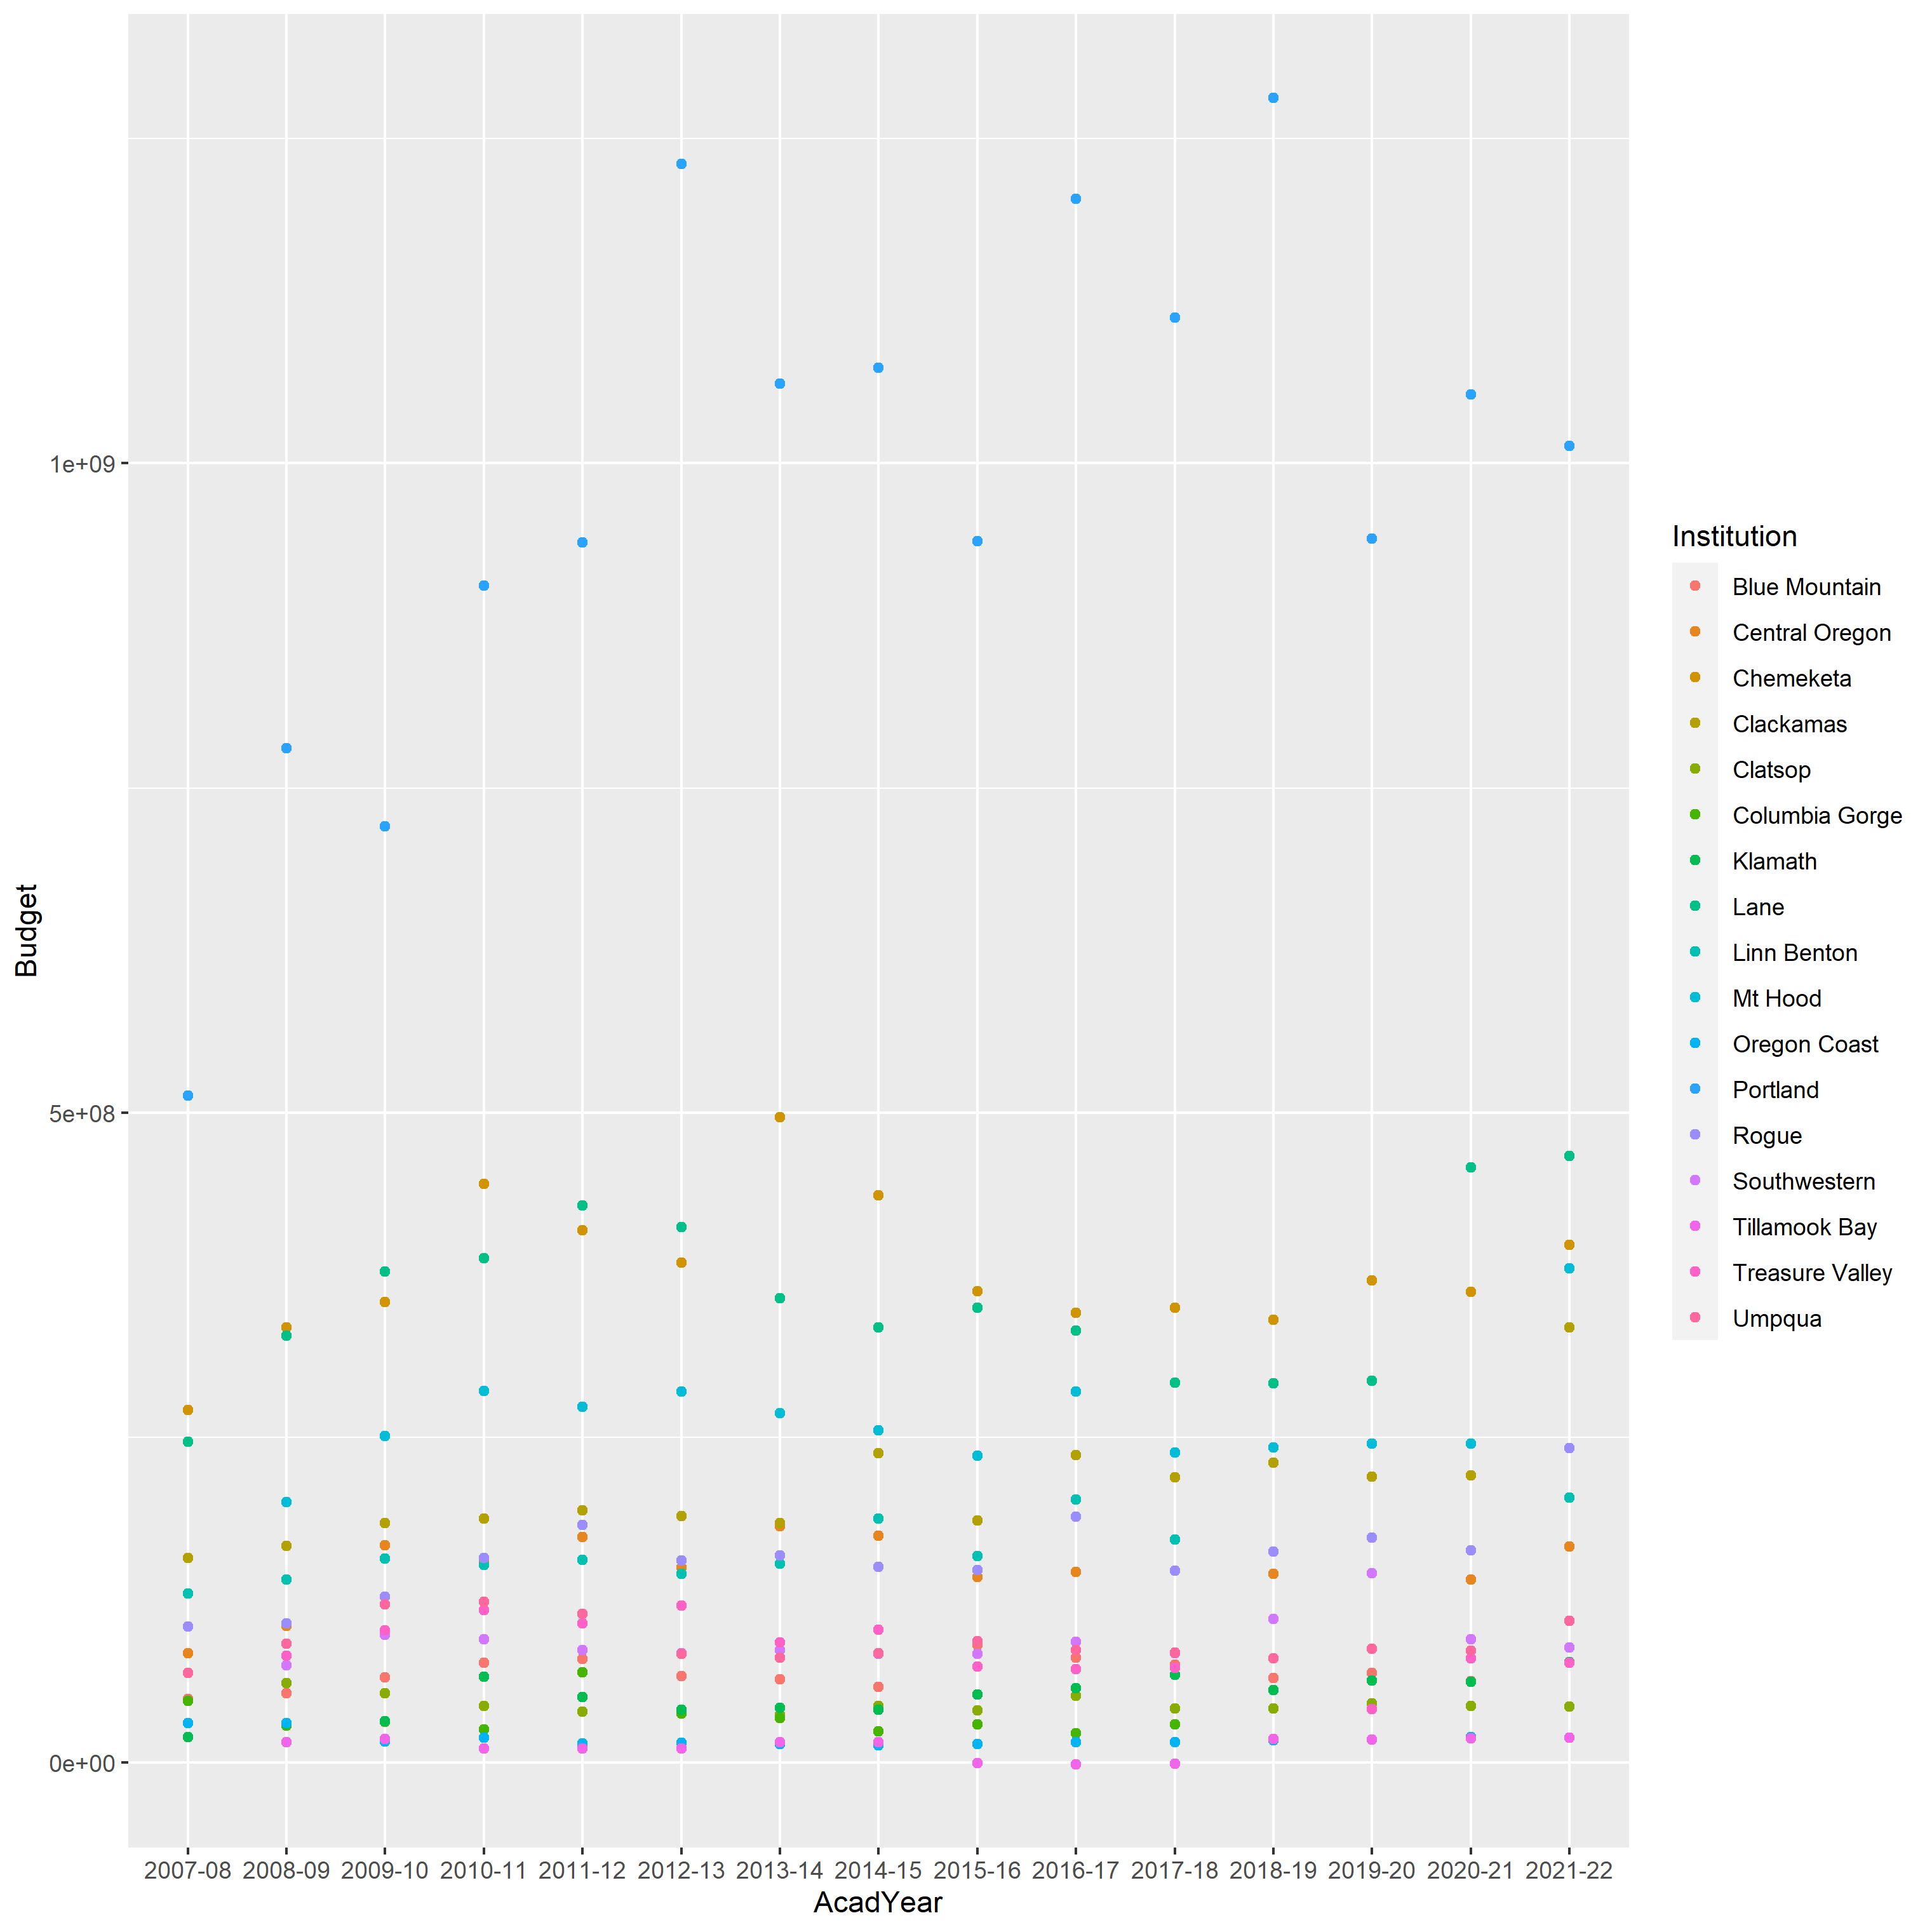 1e+09
5e+08
0e+00
Budget
2007-08 2008-09 2009-10 2010-11 2011-12 2012-13 2013-14 2014-15 2015-16 2016-17 2017-18 2018-19 2019-20 2020-21 2021-22
AcadYear
Institution
Blue Mountain
Central Oregon
Chemeketa
Clackamas
Clatsop
Columbia Gorge
Klamath
Lane
Linn Benton
Mt Hood
Oregon Coast
Portland
Rogue
Southwestern
Tillamook Bay
Treasure Valley
Umpqua